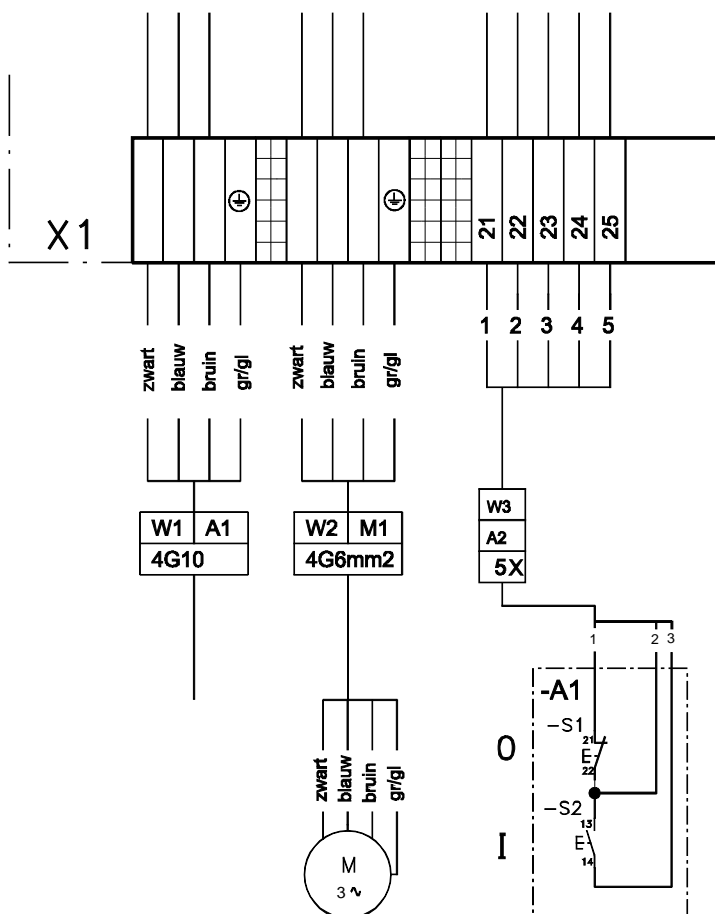 X1
21 22 23 24 25
1 2 3 4 5
zwart blauw bruin gr/gl zwart blauw bruin gr/gl
W1 A1
4G10
W2 M1
4G6mm2
W3
A2
5X
1 2 3
-A1
-S1
21
22
0
E
-S2
13
14
I
E
zwart blauw bruin gr/gl
M
3 ∿